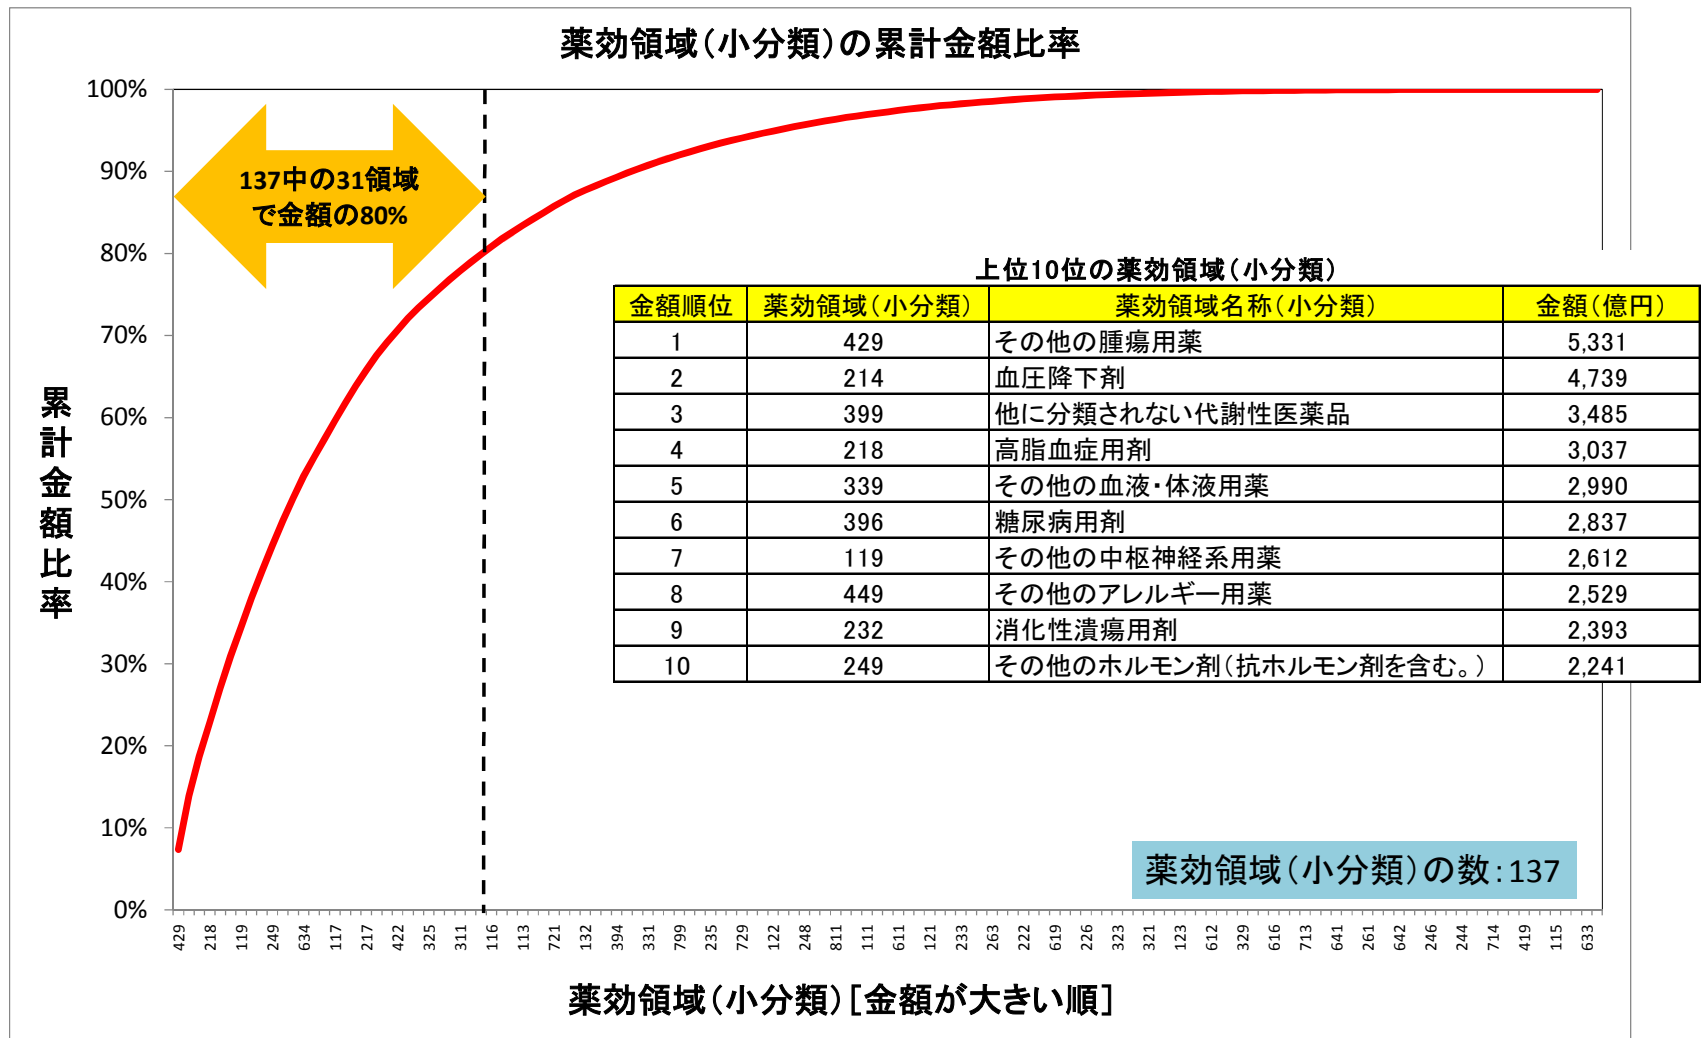 薬効領域(小分類)の累計金額比率
100%
90%
80%
70%
60%
50%
40%
30%
20%
10%
0%
累計金額比率
137中の31領域
で金額の80%
上位10位の薬効領域(小分類)
金額順位 薬効領域(小分類) 薬効領域名称(小分類) 金額(億円)
1 429 その他の腫瘍用薬 5,331
2 214 血圧降下剤 4,739
3 399 他に分類されない代謝性医薬品 3,485
4 218 高脂血症用剤 3,037
5 339 その他の血液・体液用薬 2,990
6 396 糖尿病用剤 2,837
7 119 その他の中枢神経系用薬 2,612
8 449 その他のアレルギー用薬 2,529
9 232 消化性潰瘍用剤 2,393
10 249 その他のホルモン剤(抗ホルモン剤を含む。) 2,241
薬効領域(小分類)の数:137
429 218 119 249 634 117 217 422 325 311 116 113 721 132 394 331 799 235 729 122 248 811 111 611 121 233 263 222 619 226 323 321 123 612 329 616 713 641 261 642 246 244 714 419 115 633
薬効領域(小分類)[金額が大きい順]